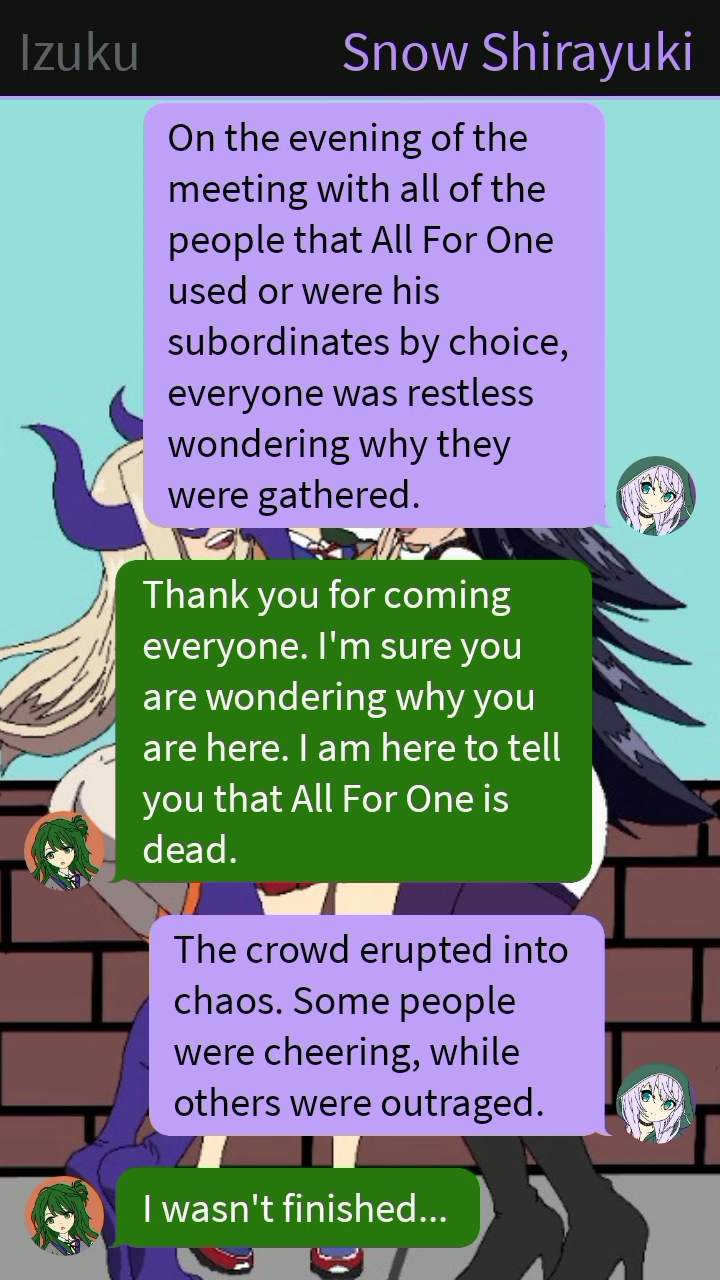 Izuku Snow Shirayuki
On the evening of the
meeting with all of the
people that All For One
used or were his
subordinates by choice,
everyone was restless
wondering why they
were gathered.
Thank you for coming
everyone. I'm sure you
are wondering why you
are here. I am here to tell
you that All For One is
dead.
The crowd erupted into
chaos. Some people
were cheering, while
others were outraged.
I wasn't finished...